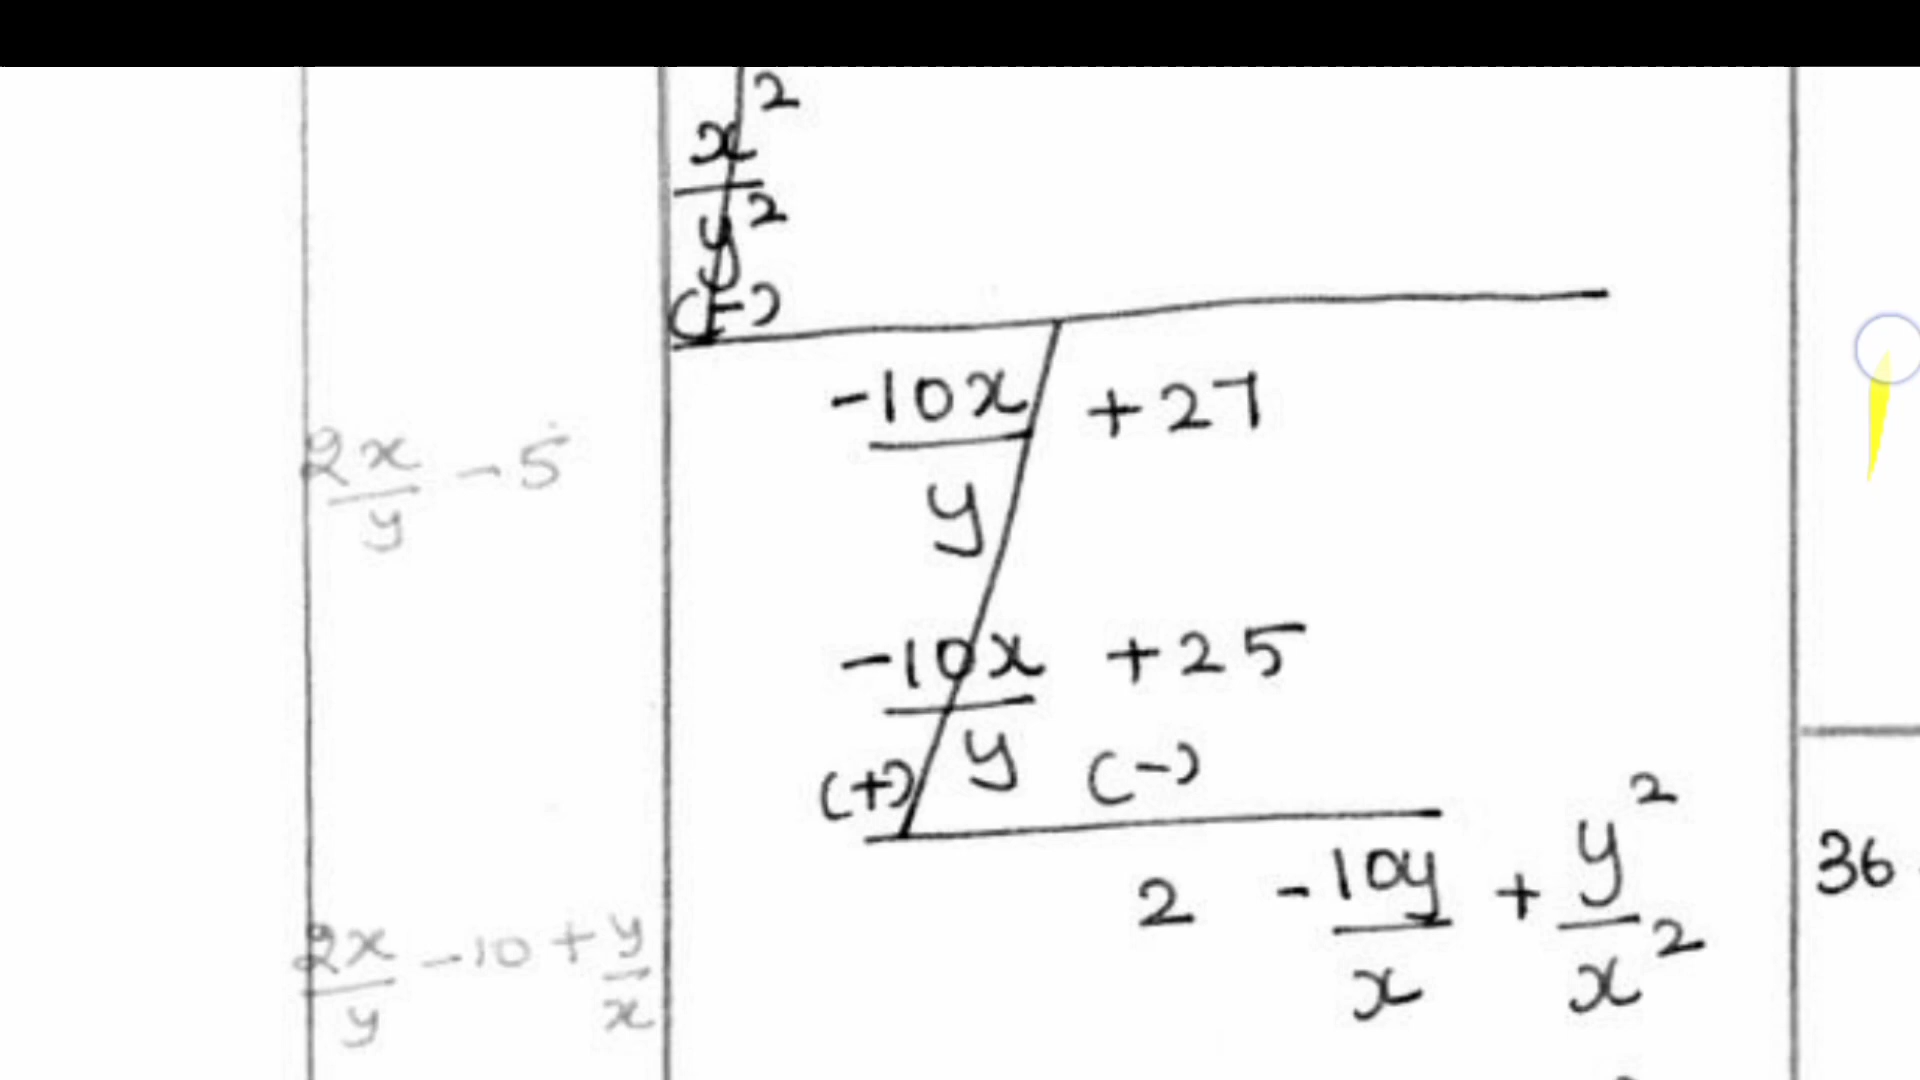 x²
y²
(-)
-10x +27
y
2x - 5
y
-10x +25
y
(+) (-)
2 -10y + y²
x x²
36
2x -10 + y
y x